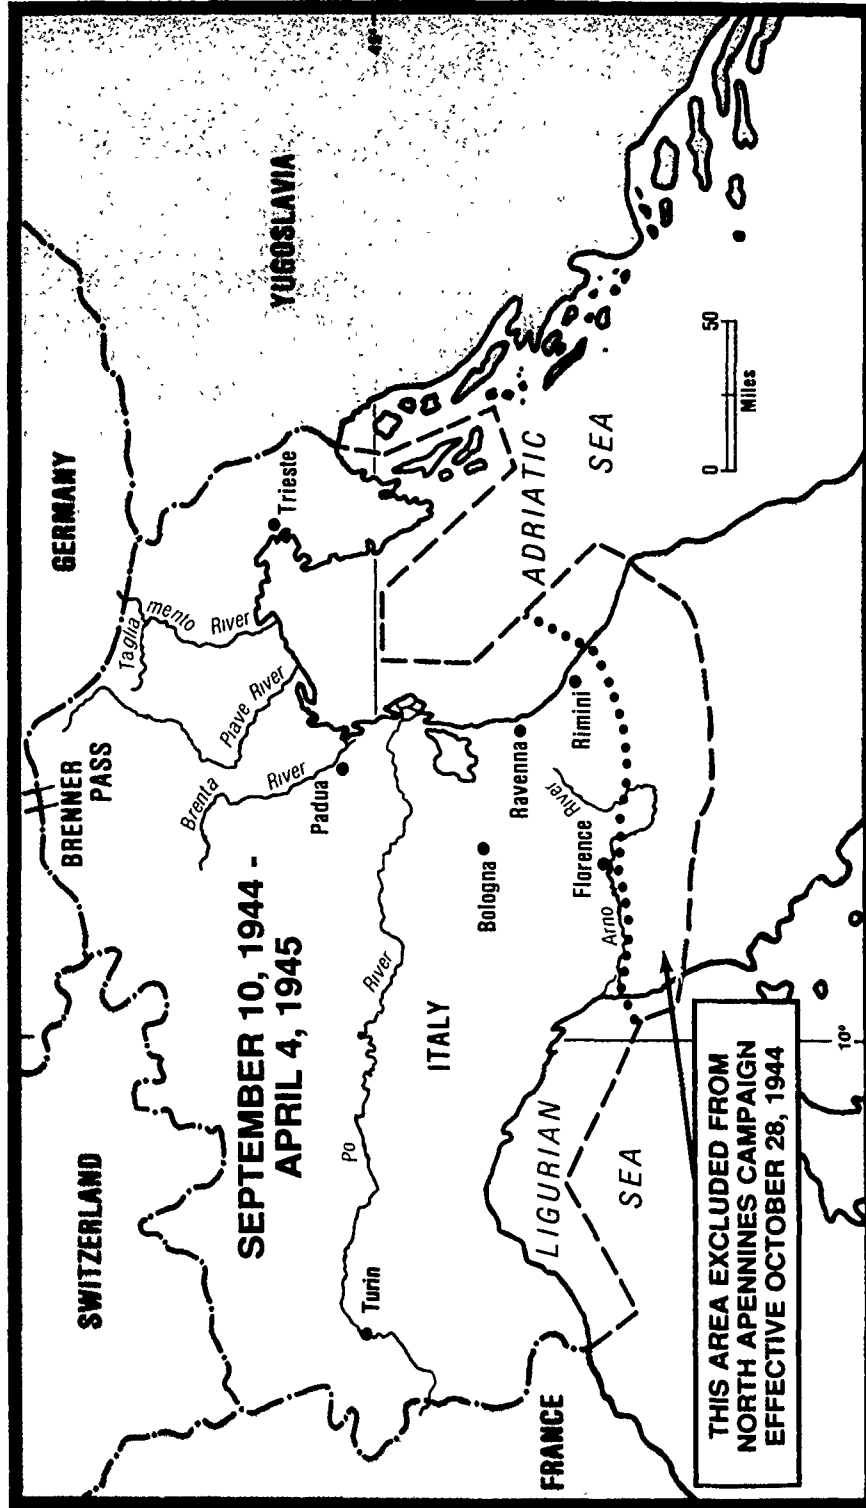 GERMANY
SWITZERLAND
BRENNER
PASS
YUGOSLAVIA
Taglia
mento
River
Piave River
Brenta
River
Trieste
Padua
SEPTEMBER 10, 1944 -
APRIL 4, 1945
45°
Po
River
Turin
ITALY
Bologna
Ravenna
Rimini
River
Florence
Arno
ADRIATIC
SEA
LIGURIAN
SEA
FRANCE
THIS AREA EXCLUDED FROM
NORTH APENNINES CAMPAIGN
EFFECTIVE OCTOBER 28, 1944
10°
0 50
Miles